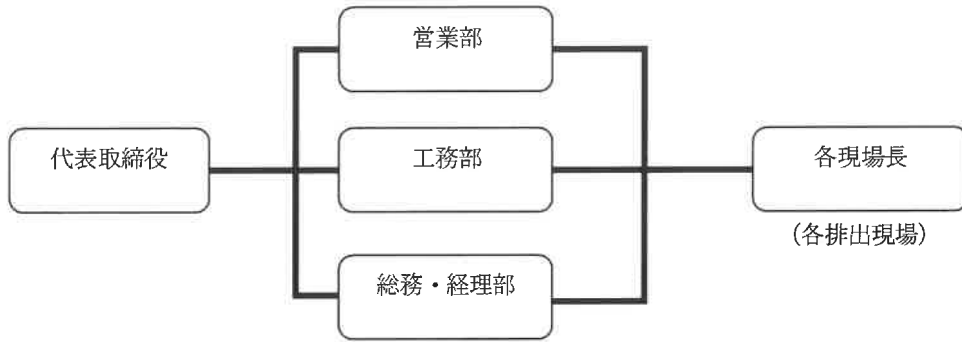 営業部
代表取締役
工務部
各現場長
(各排出現場)
総務・経理部